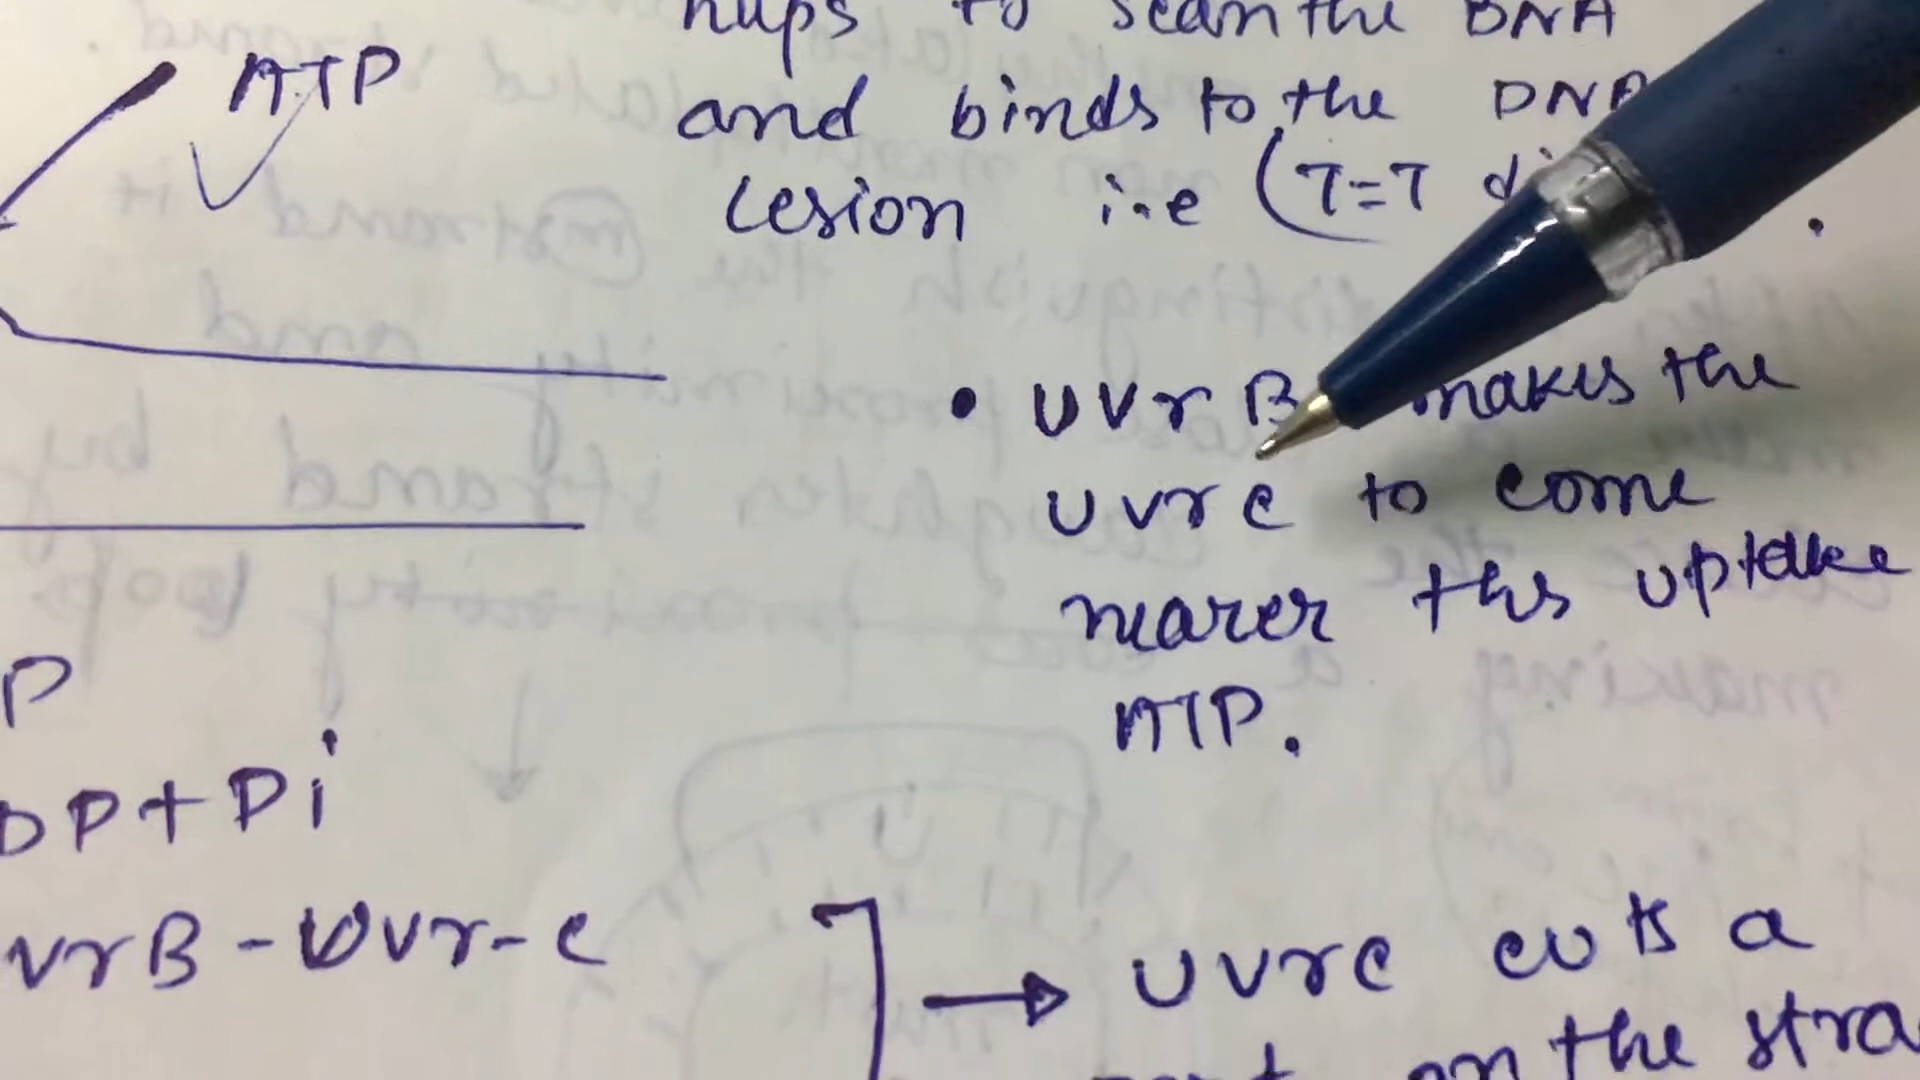 ATP
helps to scan the DNA
and binds to the DNA
lesion i.e (T=T
• UVrB makes the
UVrC to come
nearer this uptake
ATP.
P
DP+Pi
VrB-UVr-C
→ UVrC cuts a
on the stra